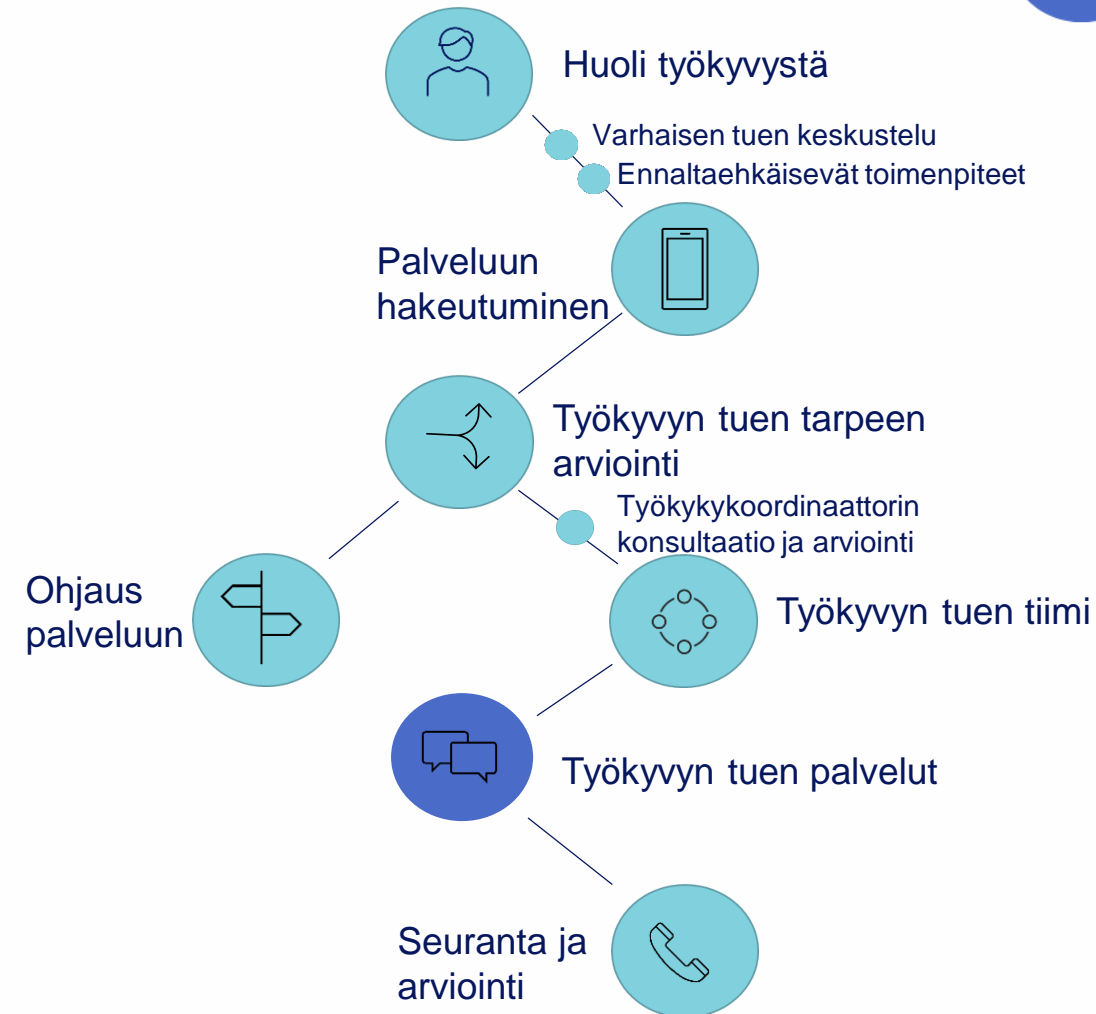 Huoli työkyvystä
Varhaisen tuen keskustelu
Ennaltaehkäisevät toimenpiteet
Palveluun
hakeutuminen
Työkyvyn tuen tarpeen
arviointi
Työkykykoordinaattorin
konsultaatio ja arviointi
Ohjaus
palveluun
Työkyvyn tuen tiimi
Työkyvyn tuen palvelut
Seuranta ja
arviointi